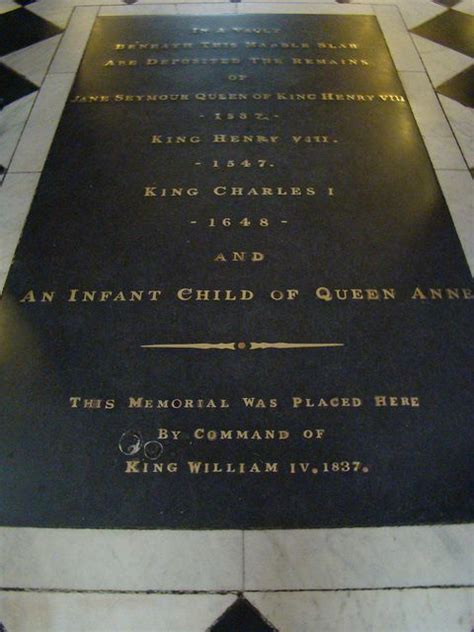 In a Vault
Beneath This Marble Slab
Are Deposited The Remains
of
Jane Seymour Queen of King Henry VIII
- 1537. -
King Henry VIII.
- 1547. -
King Charles I
- 1648 -
and
An Infant Child of Queen Anne
This Memorial Was Placed Here
By Command of
King William IV. 1837.